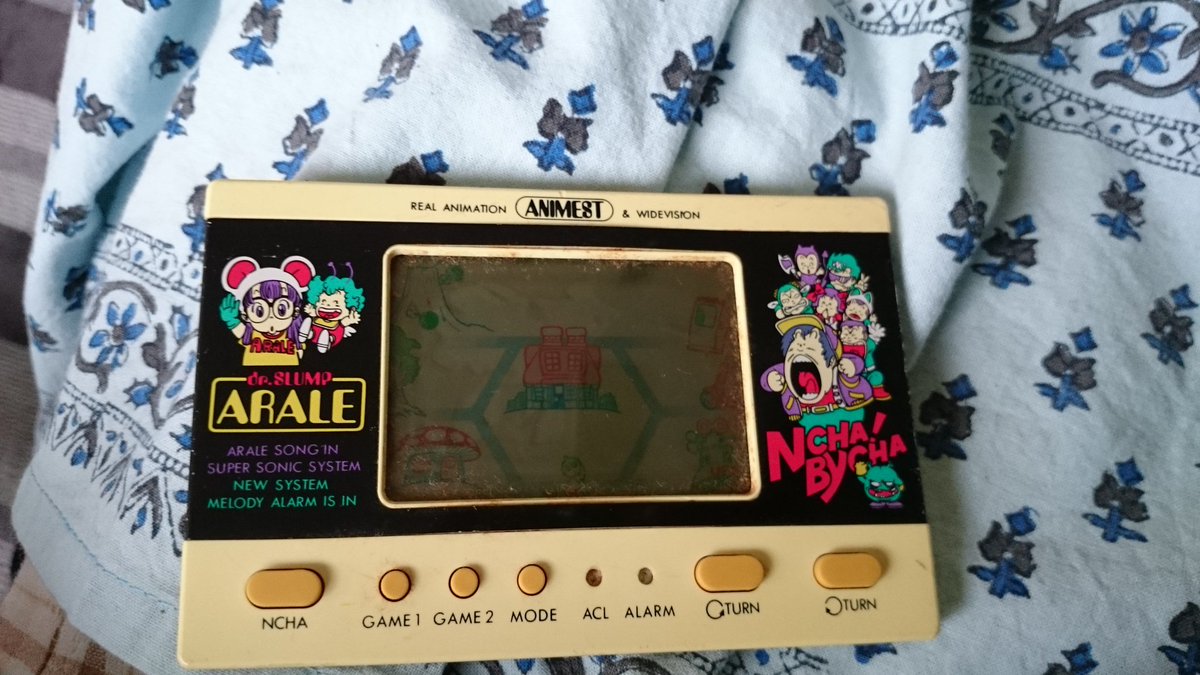 REAL ANIMATION ANIMEST & WIDEVISION
ARALE
dr. SLUMP
ARALE
ARALE SONG IN
SUPER SONIC SYSTEM
NEW SYSTEM
MELODY ALARM IS IN
NCHA!
BYCHA
NCHA
GAME 1
GAME 2
MODE
ACL
ALARM
TURN
TURN